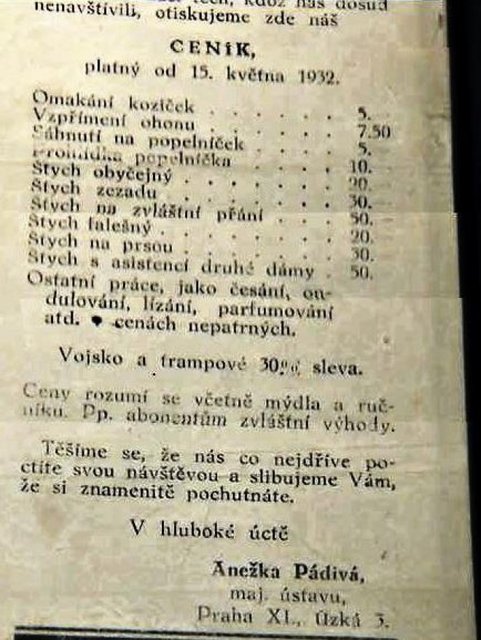 nenavštívili, otiskujeme zde náš
CENÍK,
platný od 15. května 1932.
Omakání koziček . . . . . . 5.
Vzpřímení ohonu . . . . . . 7.50
Sáhnutí na popelníček . . . . 5.
Prohlídka popelníčka . . . . 10.
Štych obyčejný . . . . . . . 20.
Štych zezadu . . . . . . . 30.
Štych na zvláštní přání . . . . 50.
Štych falešný . . . . . . . 20.
Štych na prsou . . . . . . . 30.
Štych s asistencí druhé dámy . 50.
Ostatní práce, jako česání, on-
dulování, lízání, parfumování
atd. • cenách nepatrných.
Vojsko a trampové 30% sleva.
Ceny rozumí se včetně mýdla a ruč-
níku. Pp. abonentům zvláštní výhody.
Těšíme se, že nás co nejdříve po-
ctíte svou návštěvou a slibujeme Vám,
že si znamenitě pochutnáte.
V hluboké úctě
Anežka Pádivá,
maj. ústavu,
Praha XI., Úzká 3.